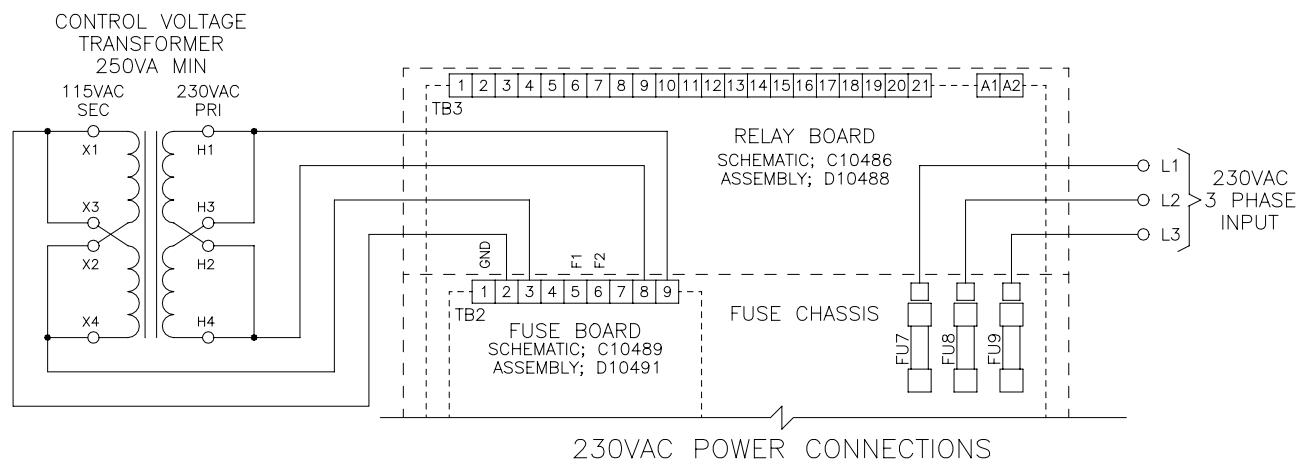 CONTROL VOLTAGE
TRANSFORMER
250VA MIN
115VAC 230VAC
SEC PRI
X1 H1
X3 H3
X2 H2
X4 H4
1 2 3 4 5 6 7 8 9 10 11 12 13 14 15 16 17 18 19 20 21 A1 A2
TB3
RELAY BOARD
SCHEMATIC; C10486
ASSEMBLY; D10488
L1
L2
L3
230VAC
3 PHASE
INPUT
GND F1 F2
1 2 3 4 5 6 7 8 9
TB2
FUSE BOARD
SCHEMATIC; C10489
ASSEMBLY; D10491
FUSE CHASSIS
FU7 FU8 FU9
230VAC POWER CONNECTIONS